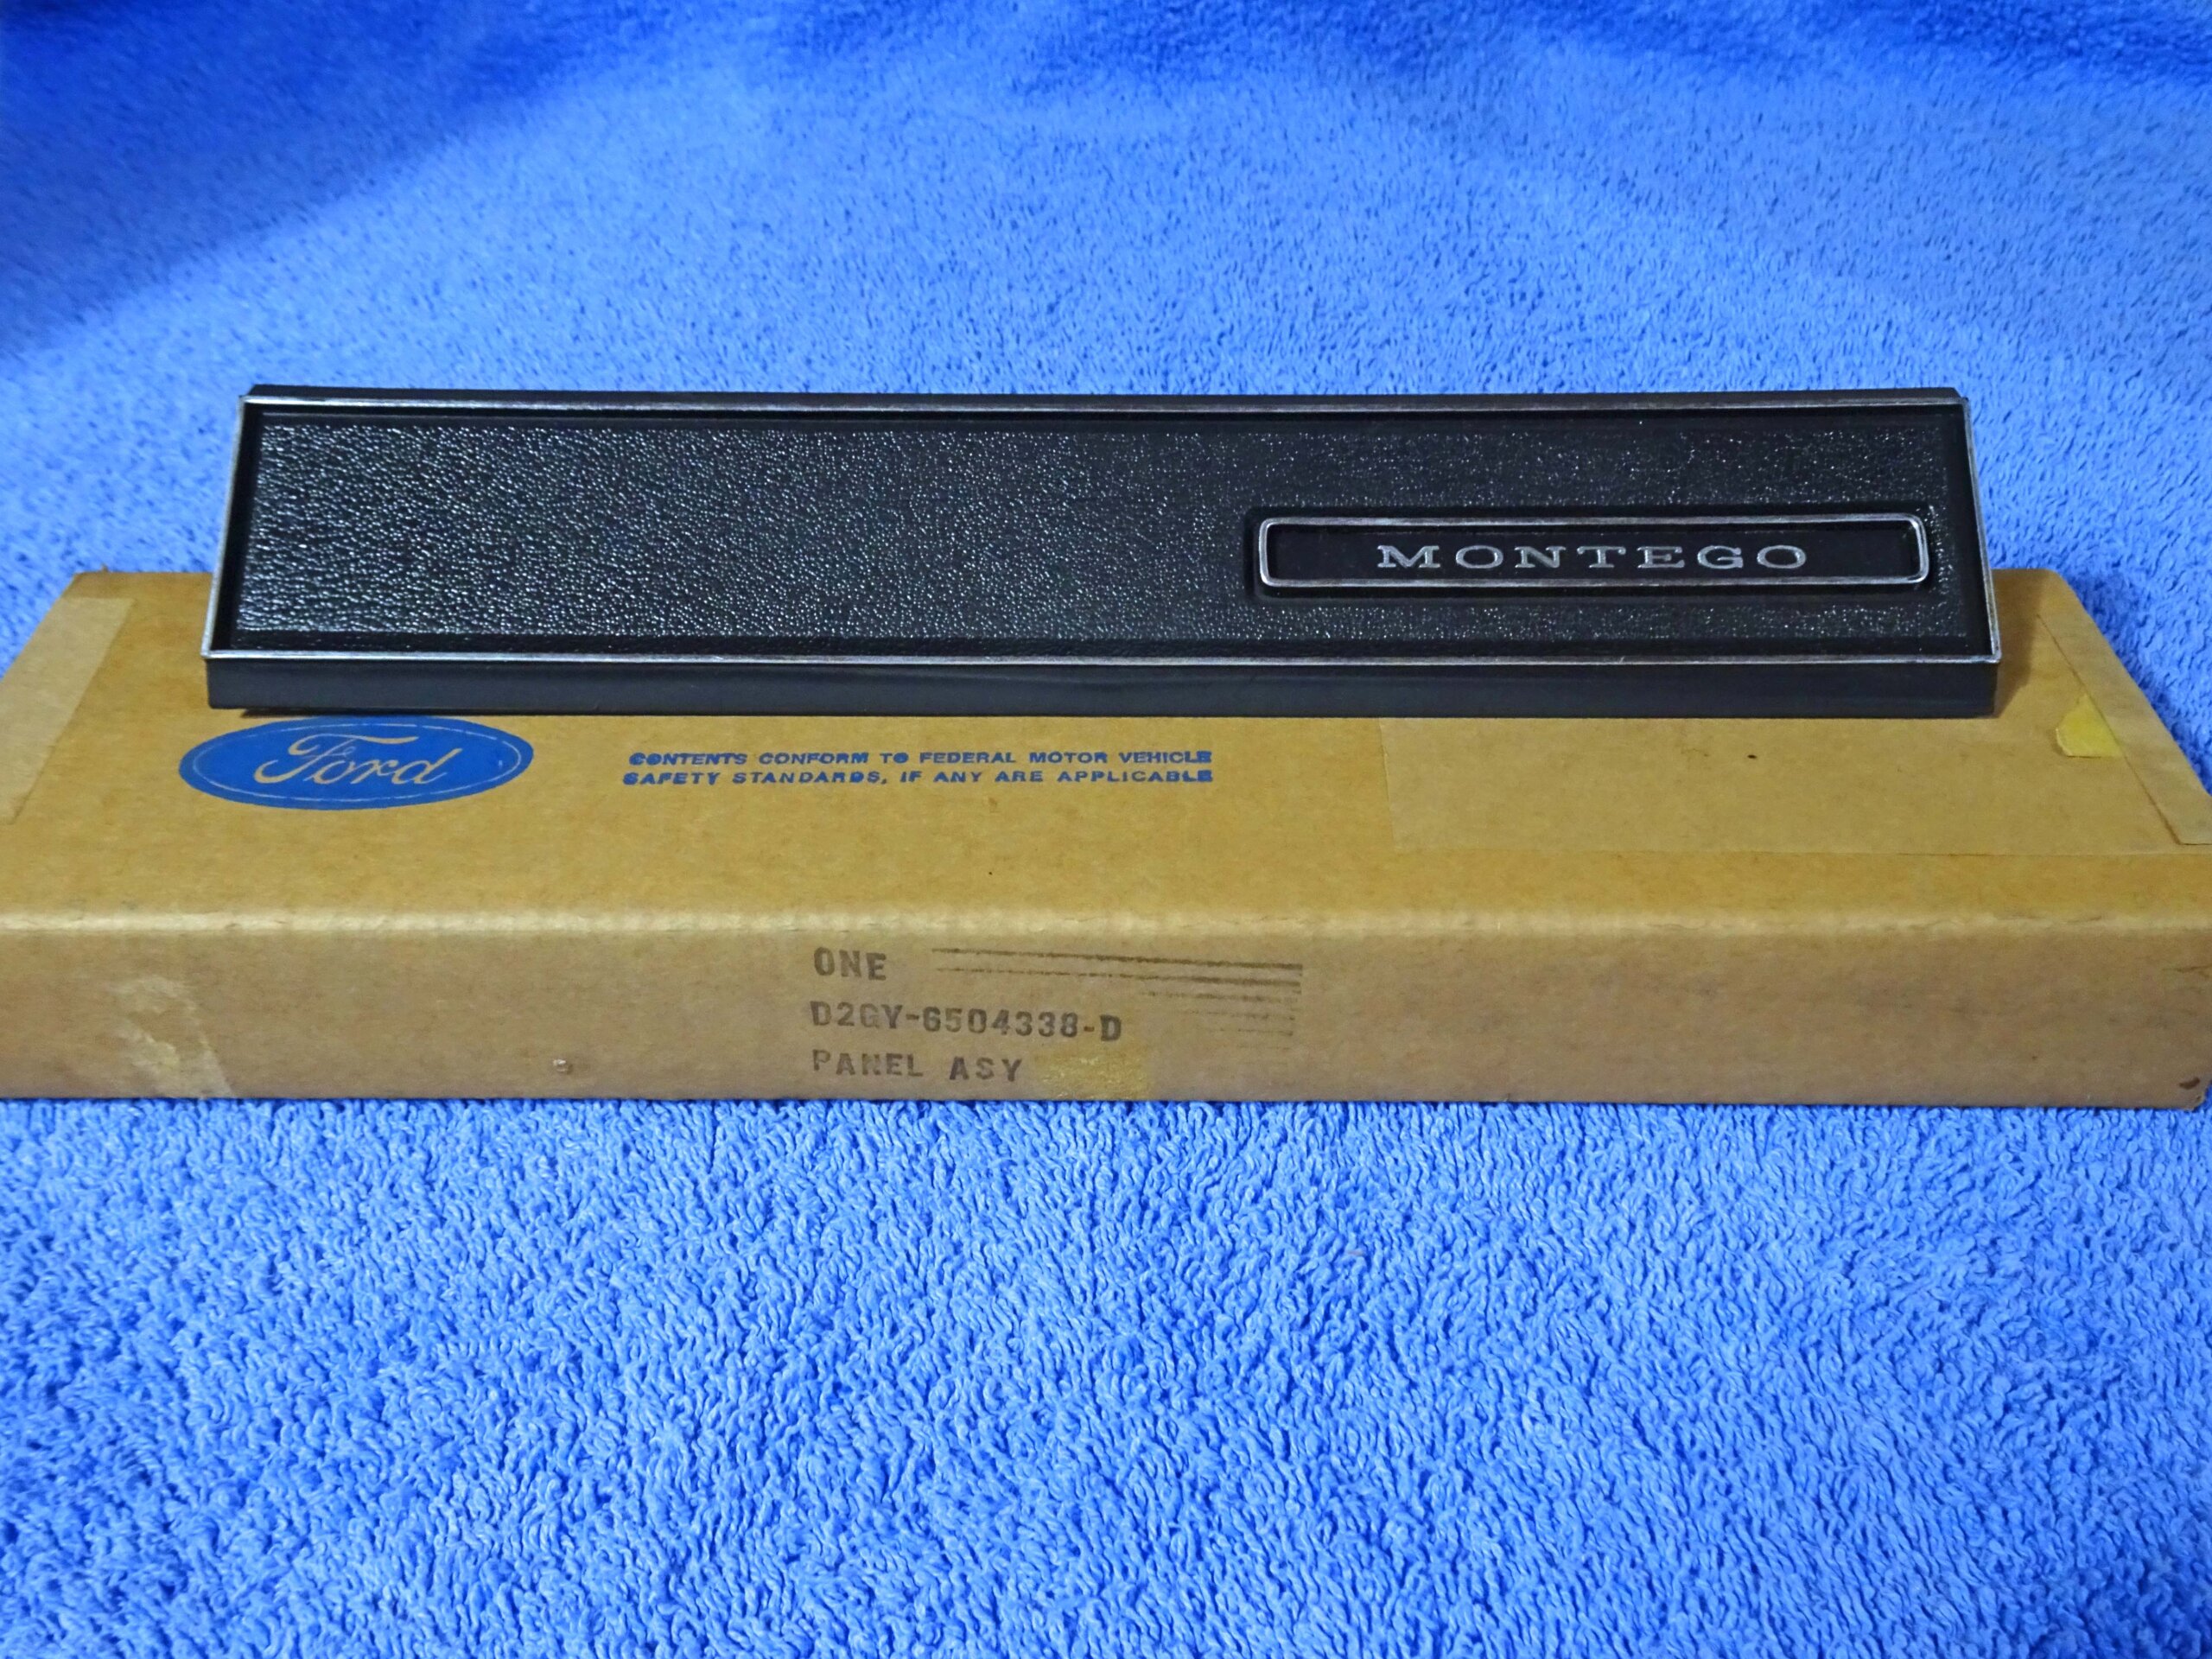 MONTEGO
Ford
CONTENTS CONFORM TO FEDERAL MOTOR VEHICLE
SAFETY STANDARDS, IF ANY ARE APPLICABLE
ONE
D2GY-6504338-D
PANEL ASY